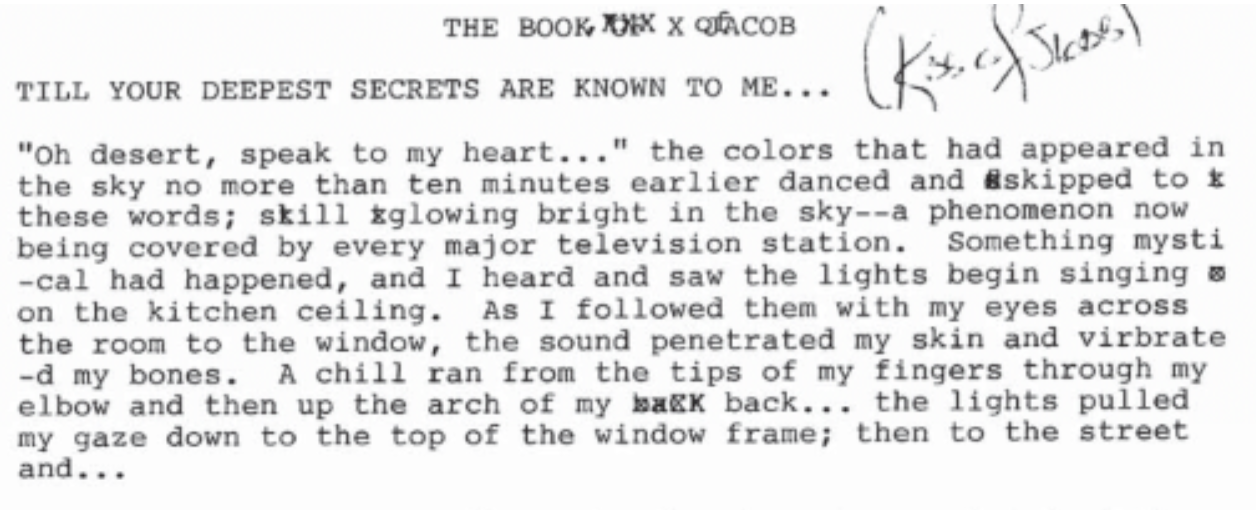 THE BOOK OF X JACOB
TILL YOUR DEEPEST SECRETS ARE KNOWN TO ME...
"Oh desert, speak to my heart..." the colors that had appeared in
the sky no more than ten minutes earlier danced and skipped to
these words; skill glowing bright in the sky--a phenomenon now
being covered by every major television station.  Something mysti
-cal had happened, and I heard and saw the lights begin singing
on the kitchen ceiling.  As I followed them with my eyes across
the room to the window, the sound penetrated my skin and virbrate
-d my bones.  A chill ran from the tips of my fingers through my
elbow and then up the arch of my back... the lights pulled
my gaze down to the top of the window frame; then to the street
and...